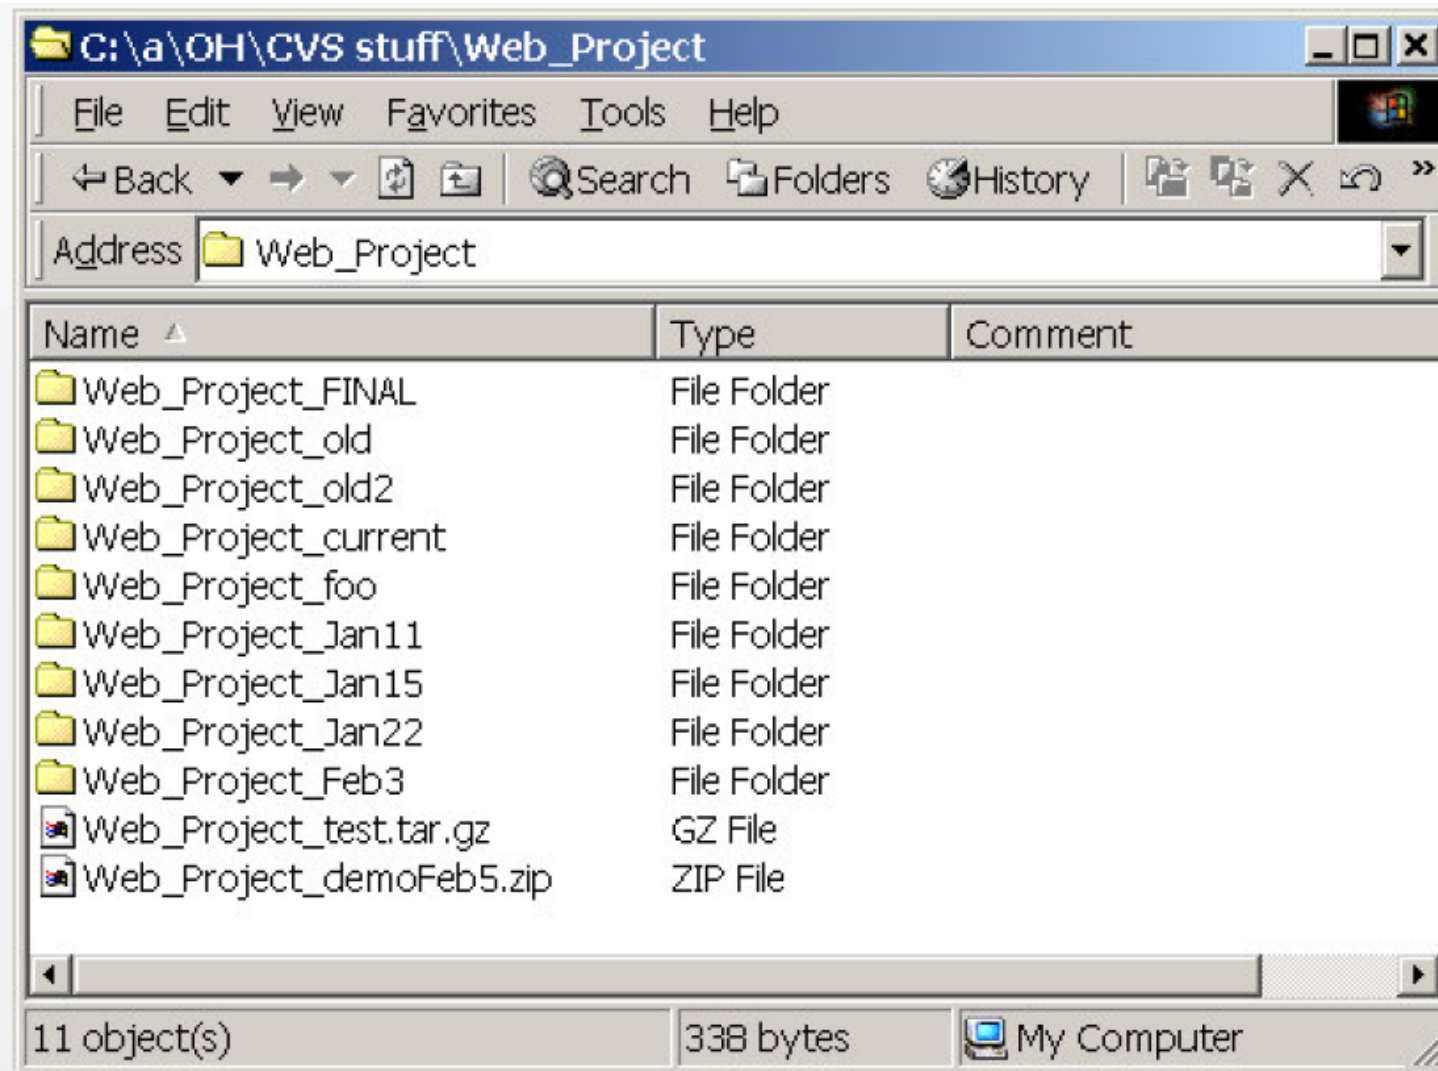 C:\a\OH\CVS stuff\Web_Project
File Edit View Favorites Tools Help
Back Search Folders History »
Address Web_Project
Name Type Comment
Web_Project_FINAL File Folder
Web_Project_old File Folder
Web_Project_old2 File Folder
Web_Project_current File Folder
Web_Project_foo File Folder
Web_Project_Jan11 File Folder
Web_Project_Jan15 File Folder
Web_Project_Jan22 File Folder
Web_Project_Feb3 File Folder
Web_Project_test.tar.gz GZ File
Web_Project_demoFeb5.zip ZIP File
11 object(s) 338 bytes My Computer